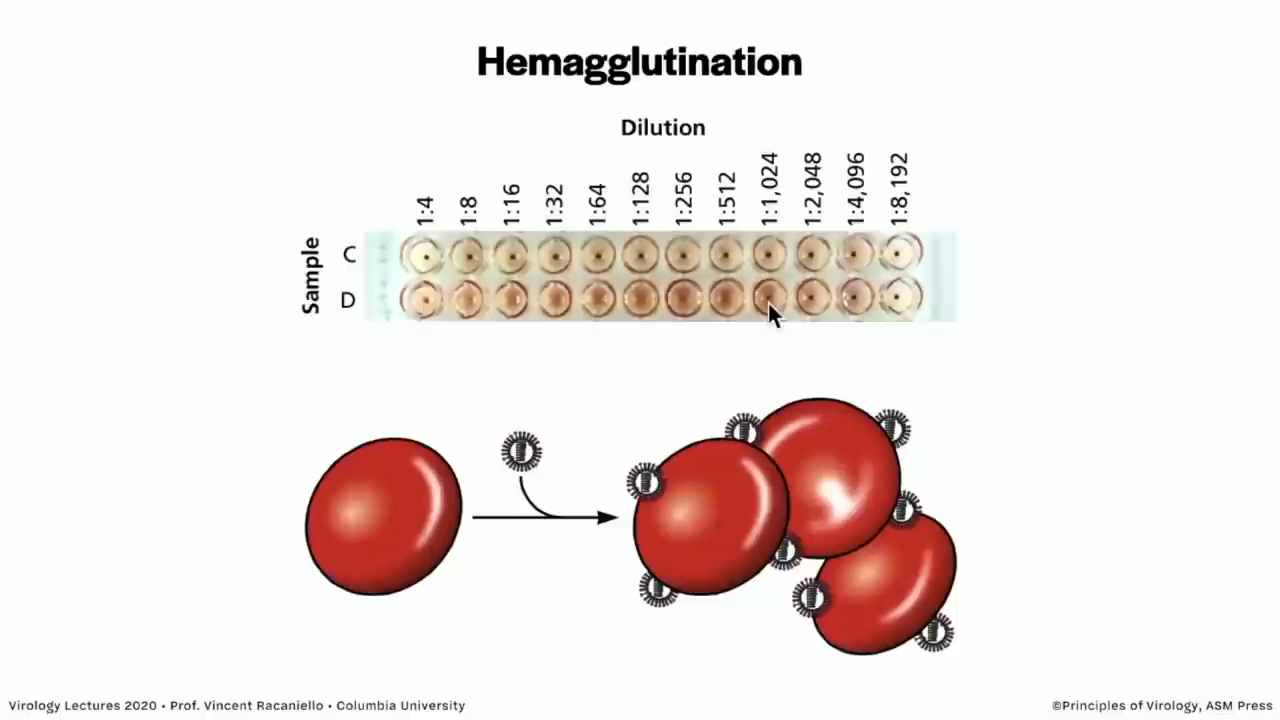 Hemagglutination
Dilution
1:4 1:8 1:16 1:32 1:64 1:128 1:256 1:512 1:1,024 1:2,048 1:4,096 1:8,192
Sample
C
D
Virology Lectures 2020 • Prof. Vincent Racaniello • Columbia University
©Principles of Virology, ASM Press